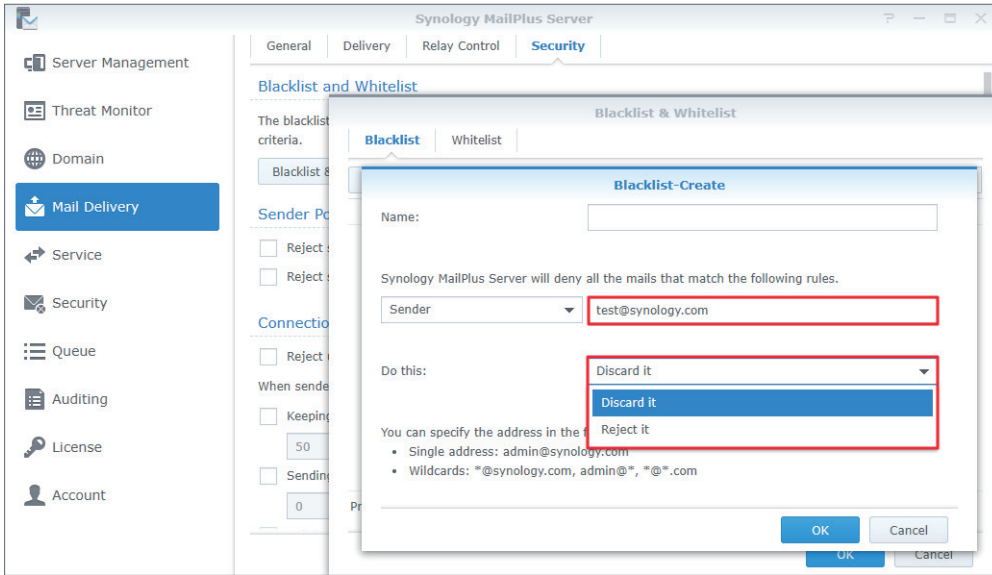 Synology MailPlus Server
General Delivery Relay Control Security
Server Management
Threat Monitor
Domain
Mail Delivery
Service
Security
Queue
Auditing
License
Account
Blacklist and Whitelist
The blacklist
criteria.
Blacklist &
Sender Po
Reject
Reject
Connectio
Reject
When sende
Keeping
50
Sending
0
Blacklist & Whitelist
Blacklist Whitelist
Pr
Blacklist-Create
Name:
Synology MailPlus Server will deny all the mails that match the following rules.
Sender test@synology.com
Do this: Discard it
Discard it
Reject it
You can specify the address in the
• Single address: admin@synology.com
• Wildcards: *@synology.com, admin@*, *@*.com
OK Cancel
OK Cancel